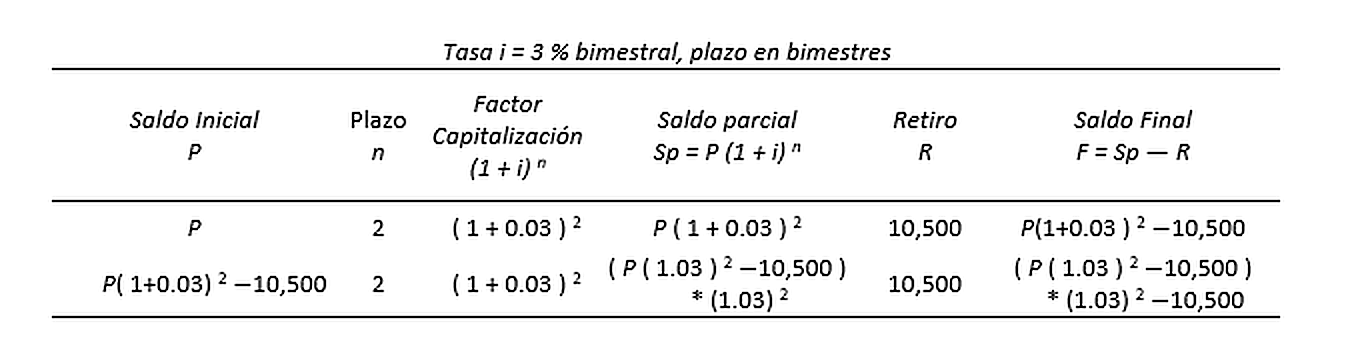 Tasa i = 3 % bimestral, plazo en bimestres
Saldo Inicial P
Plazo n
Factor Capitalización (1 + i) ⁿ
Saldo parcial Sp = P (1 + i) ⁿ
Retiro R
Saldo Final F = Sp — R
P 2 ( 1 + 0.03 ) ² P ( 1 + 0.03 ) ² 10,500 P(1+0.03 ) ² —10,500
P( 1+0.03) ² —10,500 2 ( 1 + 0.03 ) ² ( P ( 1.03 ) ² —10,500 ) * (1.03) ² 10,500 ( P ( 1.03 ) ² —10,500 ) * (1.03) ² —10,500